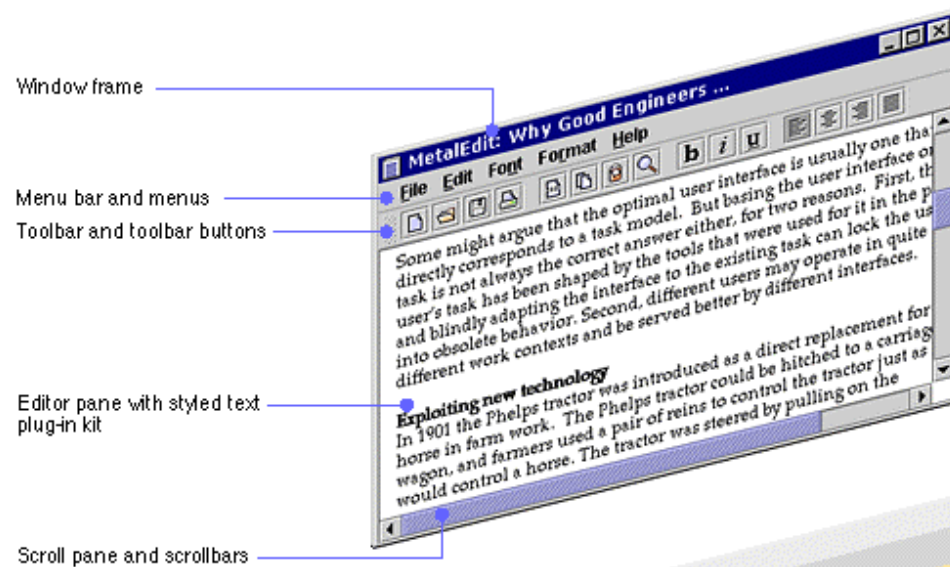 Window frame
MetalEdit: Why Good Engineers ...
File Edit Font Format Help
Menu bar and menus
Toolbar and toolbar buttons
b i u
Some might argue that the optimal user interface is usually one that
directly corresponds to a task model. But basing the user interface on
task is not always the correct answer either, for two reasons. First, th
user's task has been shaped by the tools that were used for it in the p
and blindly adapting the interface to the existing task can lock the us
into obsolete behavior. Second, different users may operate in quite
different work contexts and be served better by different interfaces.
Exploiting new technology
In 1901 the Phelps tractor was introduced as a direct replacement for
horse in farm work. The Phelps tractor could be hitched to a carriag
wagon, and farmers used a pair of reins to control the tractor just as
would control a horse. The tractor was steered by pulling on the
Editor pane with styled text
plug-in kit
Scroll pane and scrollbars